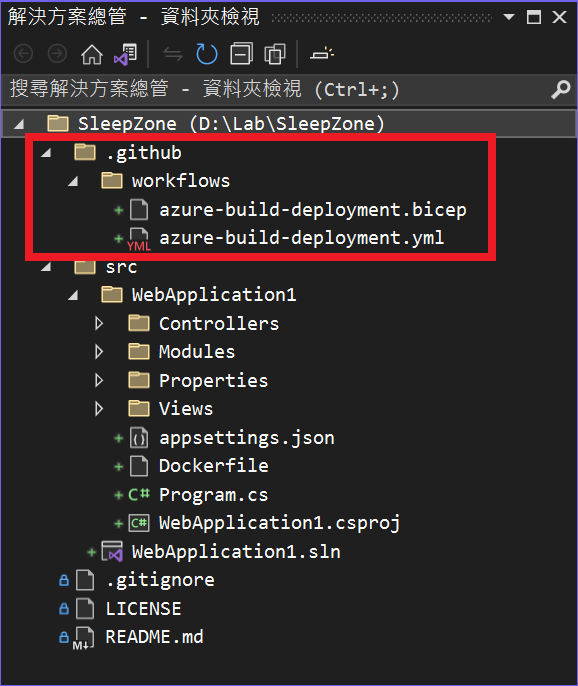 解決方案總管 - 資料夾檢視
搜尋解決方案總管 - 資料夾檢視 (Ctrl+;)
SleepZone (D:\Lab\SleepZone)
.github
workflows
azure-build-deployment.bicep
YML azure-build-deployment.yml
src
WebApplication1
Controllers
Modules
Properties
Views
appsettings.json
Dockerfile
C# Program.cs
C# WebApplication1.csproj
WebApplication1.sln
.gitignore
LICENSE
M↓ README.md